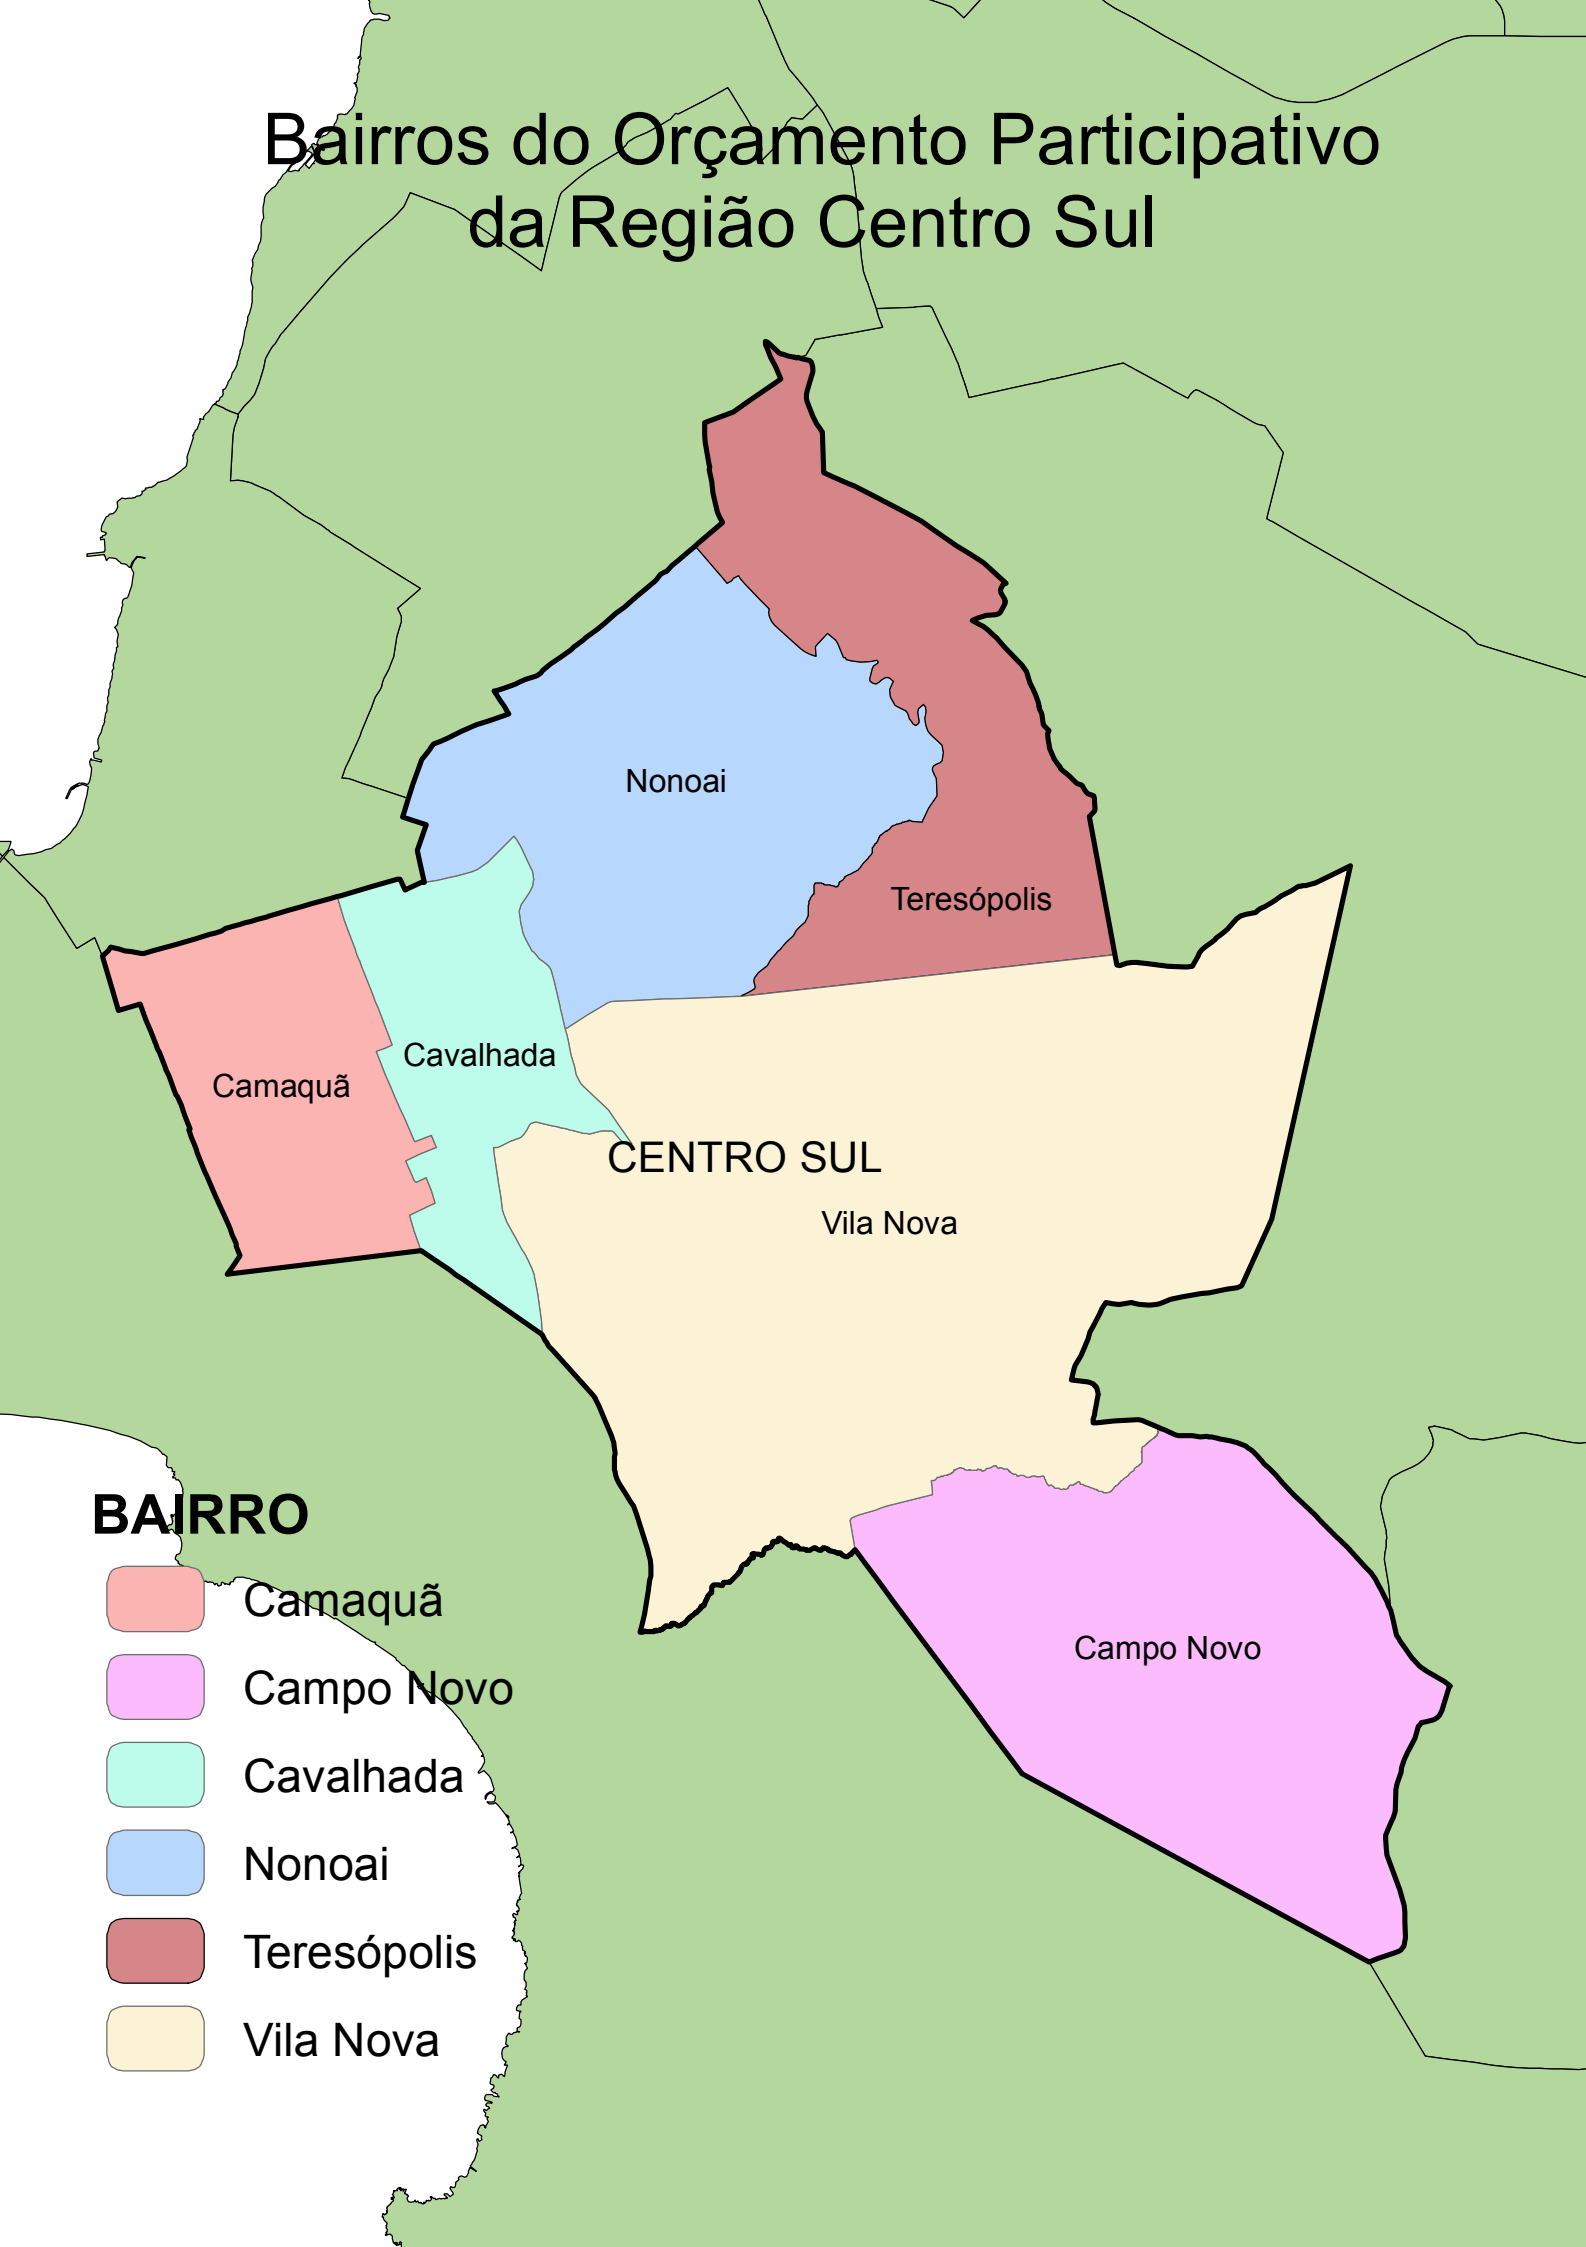 Bairros do Orçamento Participativo
da Região Centro Sul
Nonoai
Teresópolis
Cavalhada
Camaquã
CENTRO SUL
Vila Nova
Campo Novo
BAIRRO
Camaquã
Campo Novo
Cavalhada
Nonoai
Teresópolis
Vila Nova